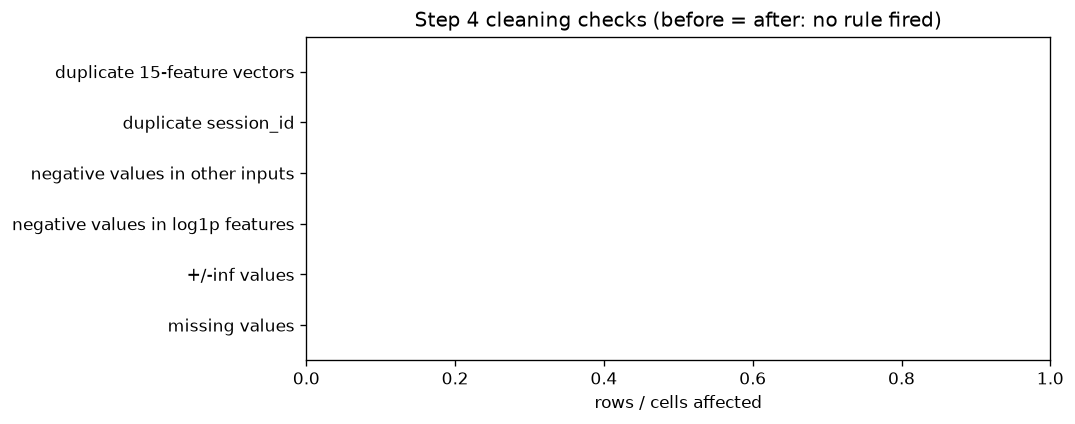 Step 4 cleaning checks (before = after: no rule fired)
duplicate 15-feature vectors
duplicate session_id
negative values in other inputs
negative values in log1p features
+/-inf values
missing values
0.0 0.2 0.4 0.6 0.8 1.0
rows / cells affected